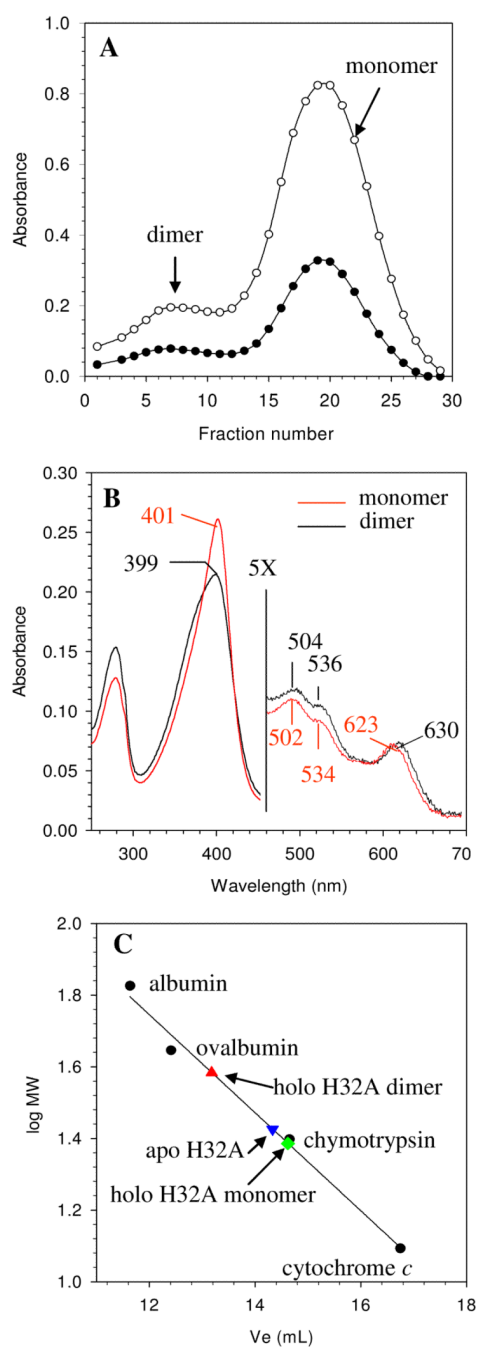 A
monomer
dimer
Absorbance
1.0
0.8
0.6
0.4
0.2
0.0
0 5 10 15 20 25 30
Fraction number
B
monomer
dimer
401
399
5X
504
536
502
534
623
630
Absorbance
0.30
0.25
0.20
0.15
0.10
0.05
0.00
300 400 500 600 70
Wavelength (nm)
C
albumin
ovalbumin
holo H32A dimer
apo H32A
chymotrypsin
holo H32A monomer
cytochrome c
log MW
2.0
1.8
1.6
1.4
1.2
1.0
12 14 16 18
Ve (mL)